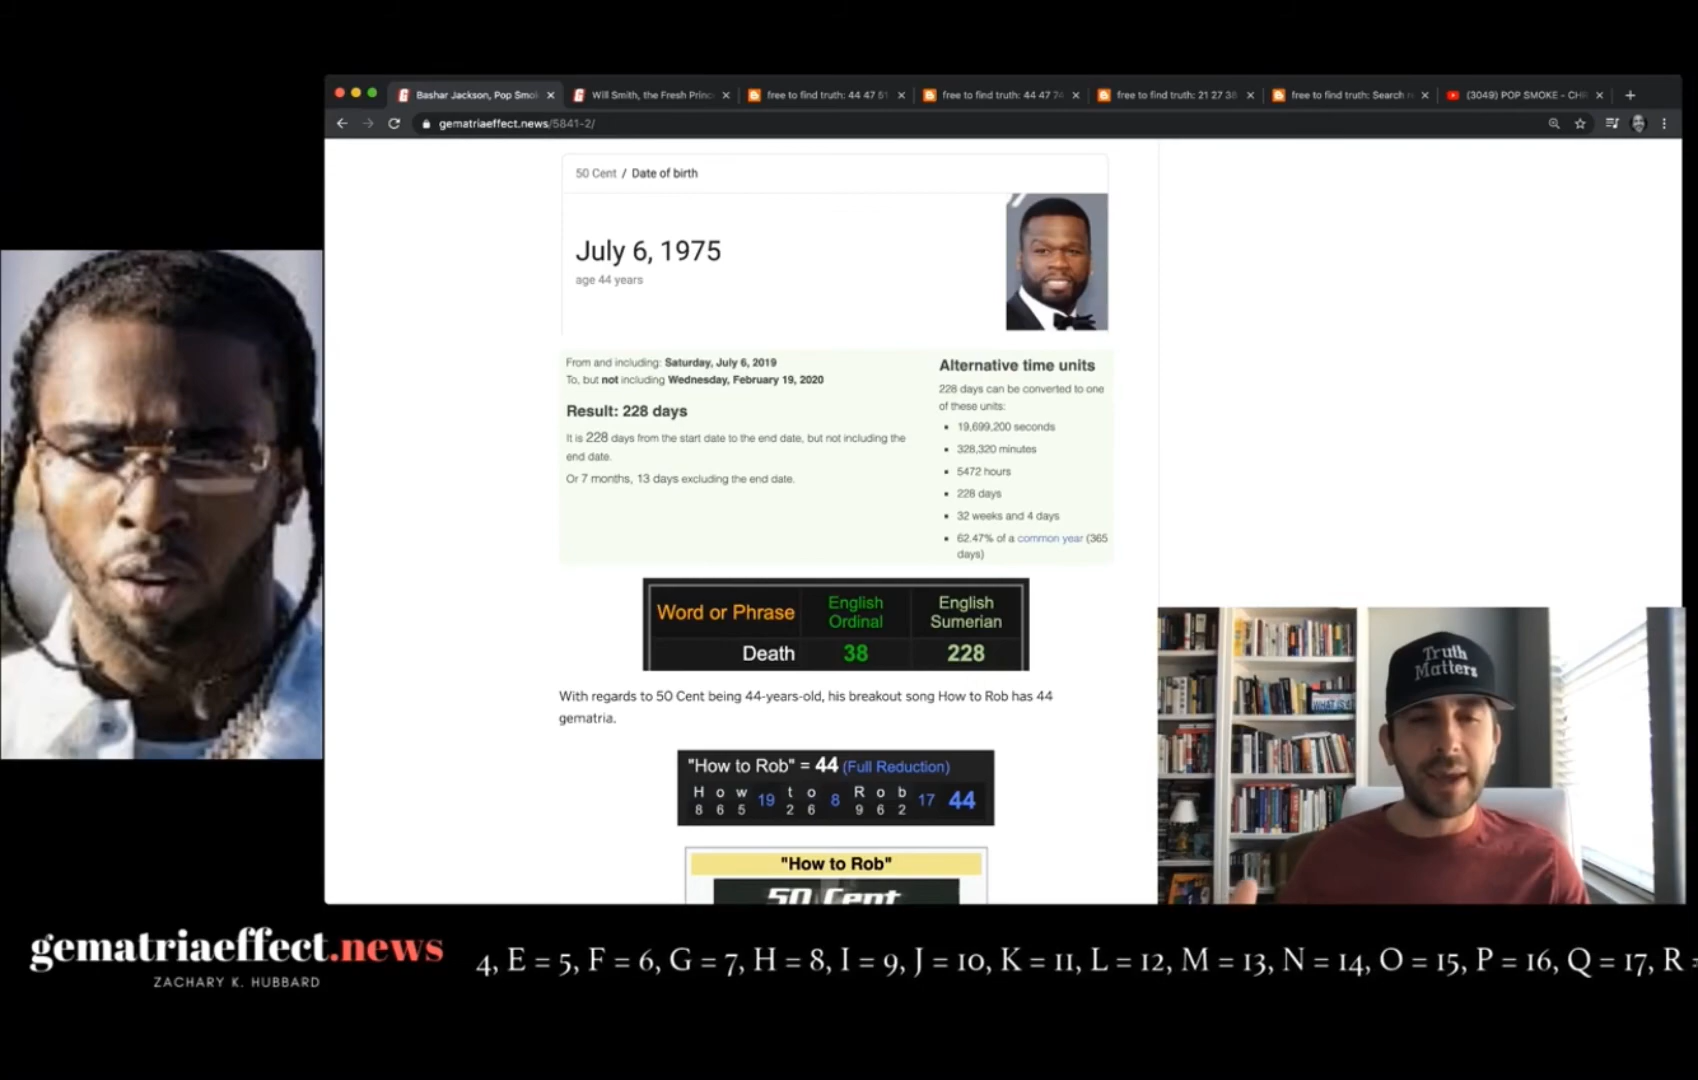 Bashar Jackson, Pop Smo
Will Smith, the Fresh Princ
free to find truth: 44 47 51
free to find truth: 44 47 74
free to find truth: 21 27 38
free to find truth: Search r
(3049) POP SMOKE - CHR
gematriaeffect.news/5841-2/
50 Cent / Date of birth
July 6, 1975
age 44 years
From and including: Saturday, July 6, 2019
To, but not including Wednesday, February 19, 2020
Result: 228 days
It is 228 days from the start date to the end date, but not including the
end date.
Or 7 months, 13 days excluding the end date.
Alternative time units
228 days can be converted to one
of these units:
19,699,200 seconds
328,320 minutes
5472 hours
228 days
32 weeks and 4 days
62.47% of a common year (365
days)
Word or Phrase English Ordinal English Sumerian
Death 38 228
With regards to 50 Cent being 44-years-old, his breakout song How to Rob has 44
gematria.
"How to Rob" = 44 (Full Reduction)
H o w 19 t o 8 R o b 17 44
8 6 5 2 6 9 6 2
"How to Rob"
50 Cent
Truth
Matters
gematriaeffect.news
ZACHARY K. HUBBARD
4, E = 5, F = 6, G = 7, H = 8, I = 9, J = 10, K = 11, L = 12, M = 13, N = 14, O = 15, P = 16, Q = 17, R =